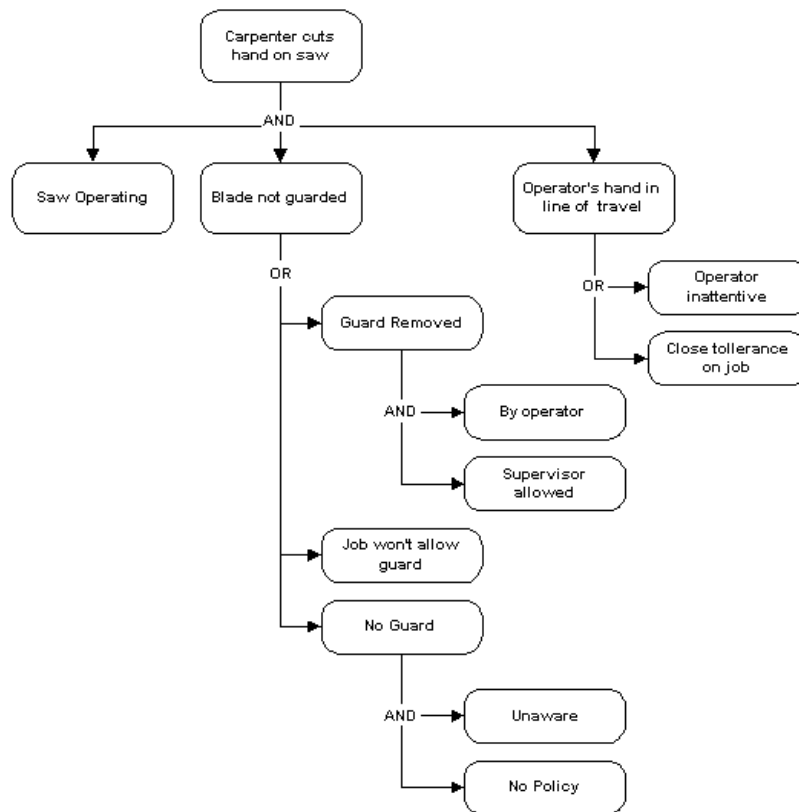 Carpenter cuts
hand on saw
AND
Saw Operating
Blade not guarded
Operator's hand in
line of travel
OR
OR
Operator
inattentive
Guard Removed
Close tollerance
on job
AND
By operator
Supervisor
allowed
Job won't allow
guard
No Guard
AND
Unaware
No Policy